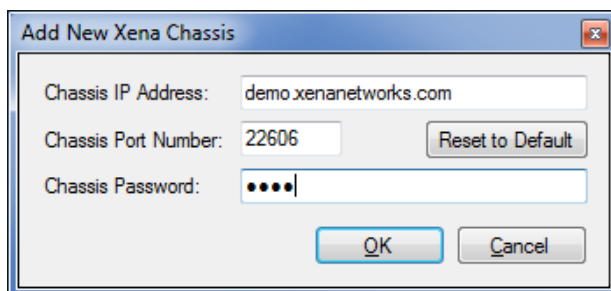 Add New Xena Chassis
Chassis IP Address: demo.xenanetworks.com
Chassis Port Number: 22606 Reset to Default
Chassis Password: ●●●●
OK Cancel